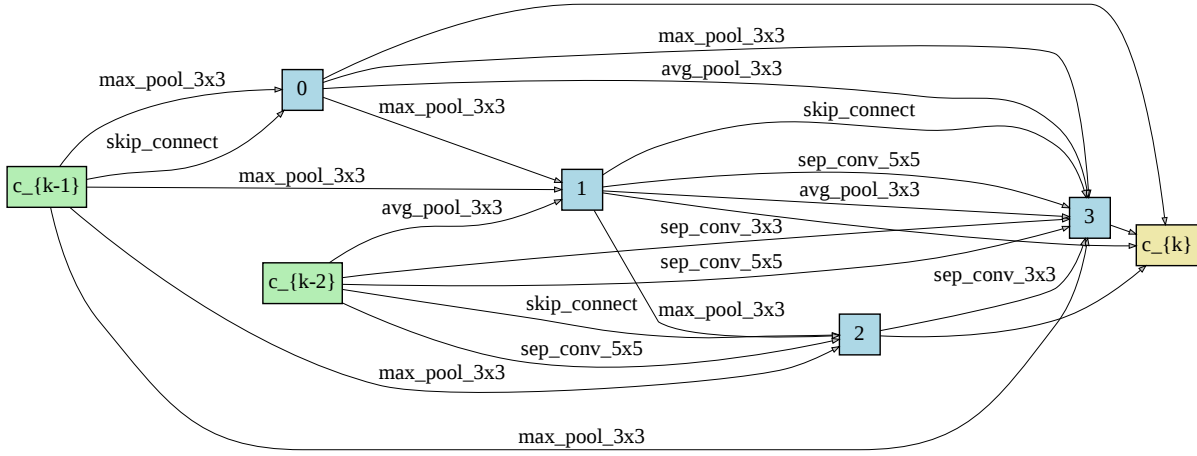 max_pool_3x3
avg_pool_3x3
max_pool_3x3
0
max_pool_3x3
skip_connect
skip_connect
sep_conv_5x5
max_pool_3x3
c_{k-1}
1
avg_pool_3x3
avg_pool_3x3
3
sep_conv_3x3
c_{k}
sep_conv_5x5
c_{k-2}
sep_conv_3x3
skip_connect
max_pool_3x3
2
sep_conv_5x5
max_pool_3x3
max_pool_3x3